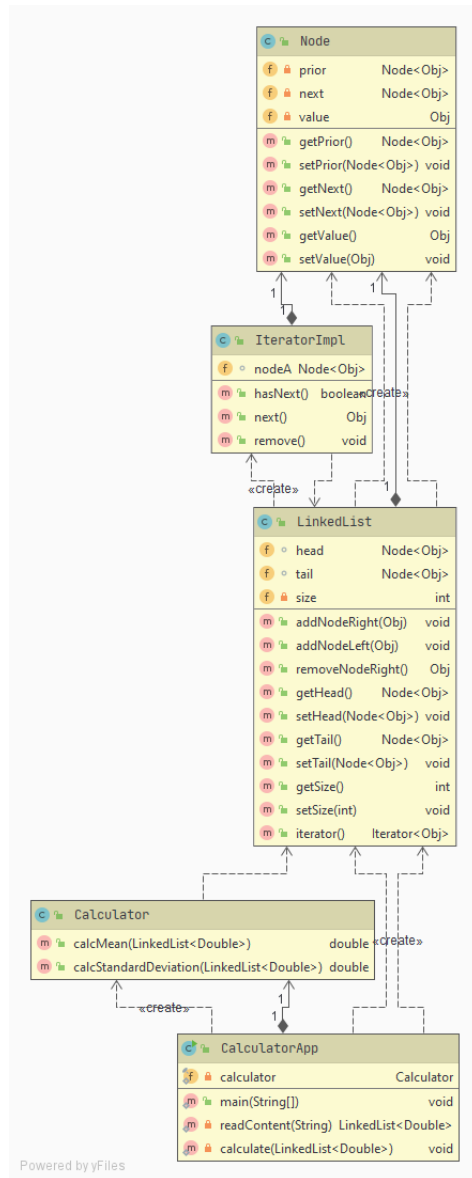 Node
prior Node<Obj>
next Node<Obj>
value Obj
getPrior() Node<Obj>
setPrior(Node<Obj>) void
getNext() Node<Obj>
setNext(Node<Obj>) void
getValue() Obj
setValue(Obj) void
1
1
1
IteratorImpl
nodeA Node<Obj>
hasNext() boolean
«create»
next() Obj
remove() void
«create»
1
LinkedList
head Node<Obj>
tail Node<Obj>
size int
addNodeRight(Obj) void
addNodeLeft(Obj) void
removeNodeRight() Obj
getHead() Node<Obj>
setHead(Node<Obj>) void
getTail() Node<Obj>
setTail(Node<Obj>) void
getSize() int
setSize(int) void
iterator() Iterator<Obj>
Calculator
calcMean(LinkedList<Double>) double
«create»
calcStandardDeviation(LinkedList<Double>) double
1
«create»
1
CalculatorApp
calculator Calculator
main(String[]) void
readContent(String) LinkedList<Double>
calculate(LinkedList<Double>) void
Powered by yFiles